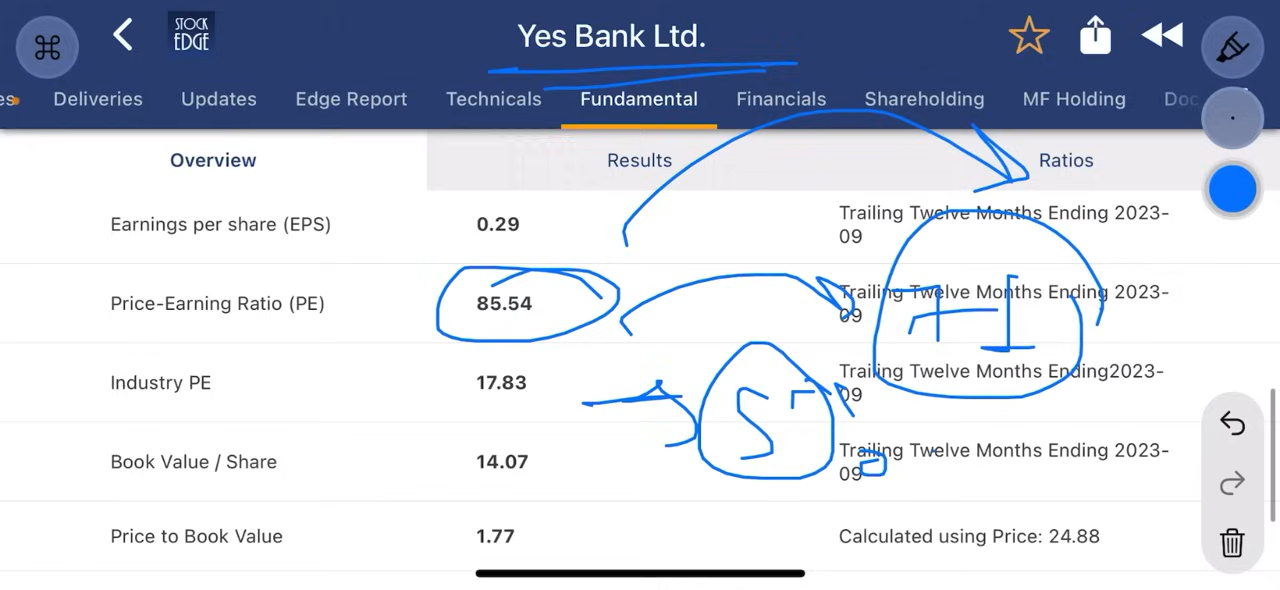 STOCK
EDGE
Yes Bank Ltd.
Deliveries Updates Edge Report Technicals Fundamental Financials Shareholding MF Holding
Overview Results Ratios
Earnings per share (EPS) 0.29 Trailing Twelve Months Ending 2023-
09
Price-Earning Ratio (PE) 85.54 Trailing Twelve Months Ending 2023-
09
Industry PE 17.83 Trailing Twelve Months Ending2023-
09
Book Value / Share 14.07 Trailing Twelve Months Ending 2023-
09
Price to Book Value 1.77 Calculated using Price: 24.88